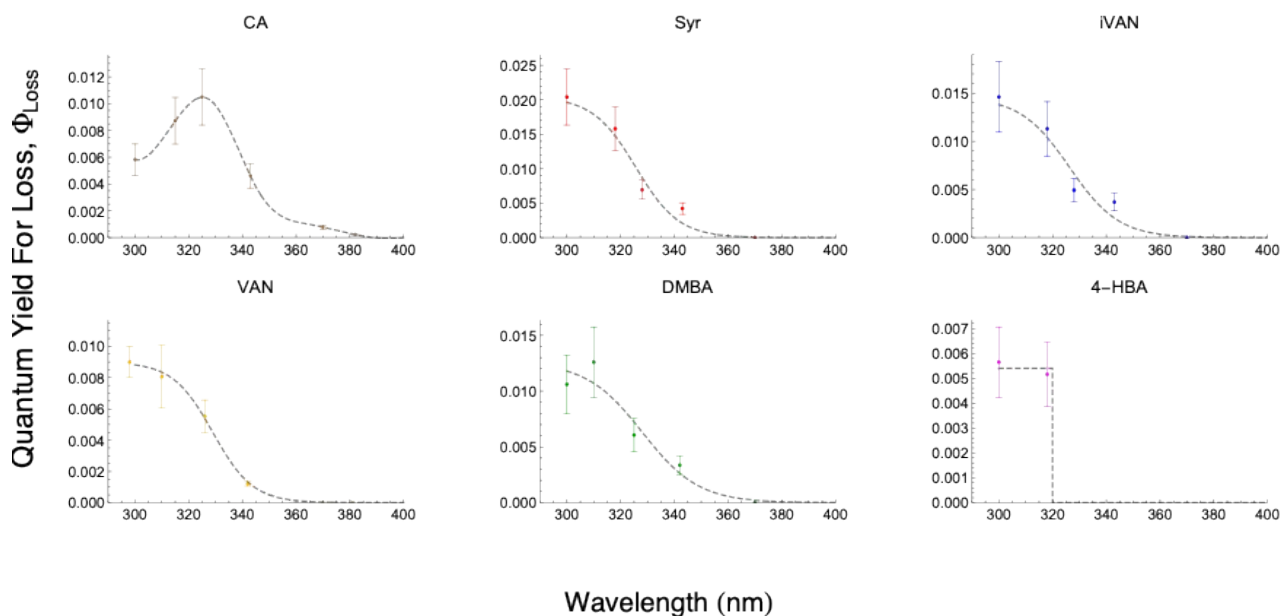 CA
Syr
iVAN
0.012
0.010
0.008
0.006
0.004
0.002
0.000
300 320 340 360 380 400
0.025
0.020
0.015
0.010
0.005
0.000
300 320 340 360 380 400
0.015
0.010
0.005
0.000
300 320 340 360 380 400
Quantum Yield For Loss, Φ_Loss
VAN
DMBA
4-HBA
0.010
0.008
0.006
0.004
0.002
0.000
300 320 340 360 380 400
0.015
0.010
0.005
0.000
300 320 340 360 380 400
0.007
0.006
0.005
0.004
0.003
0.002
0.001
0.000
300 320 340 360 380 400
Wavelength (nm)